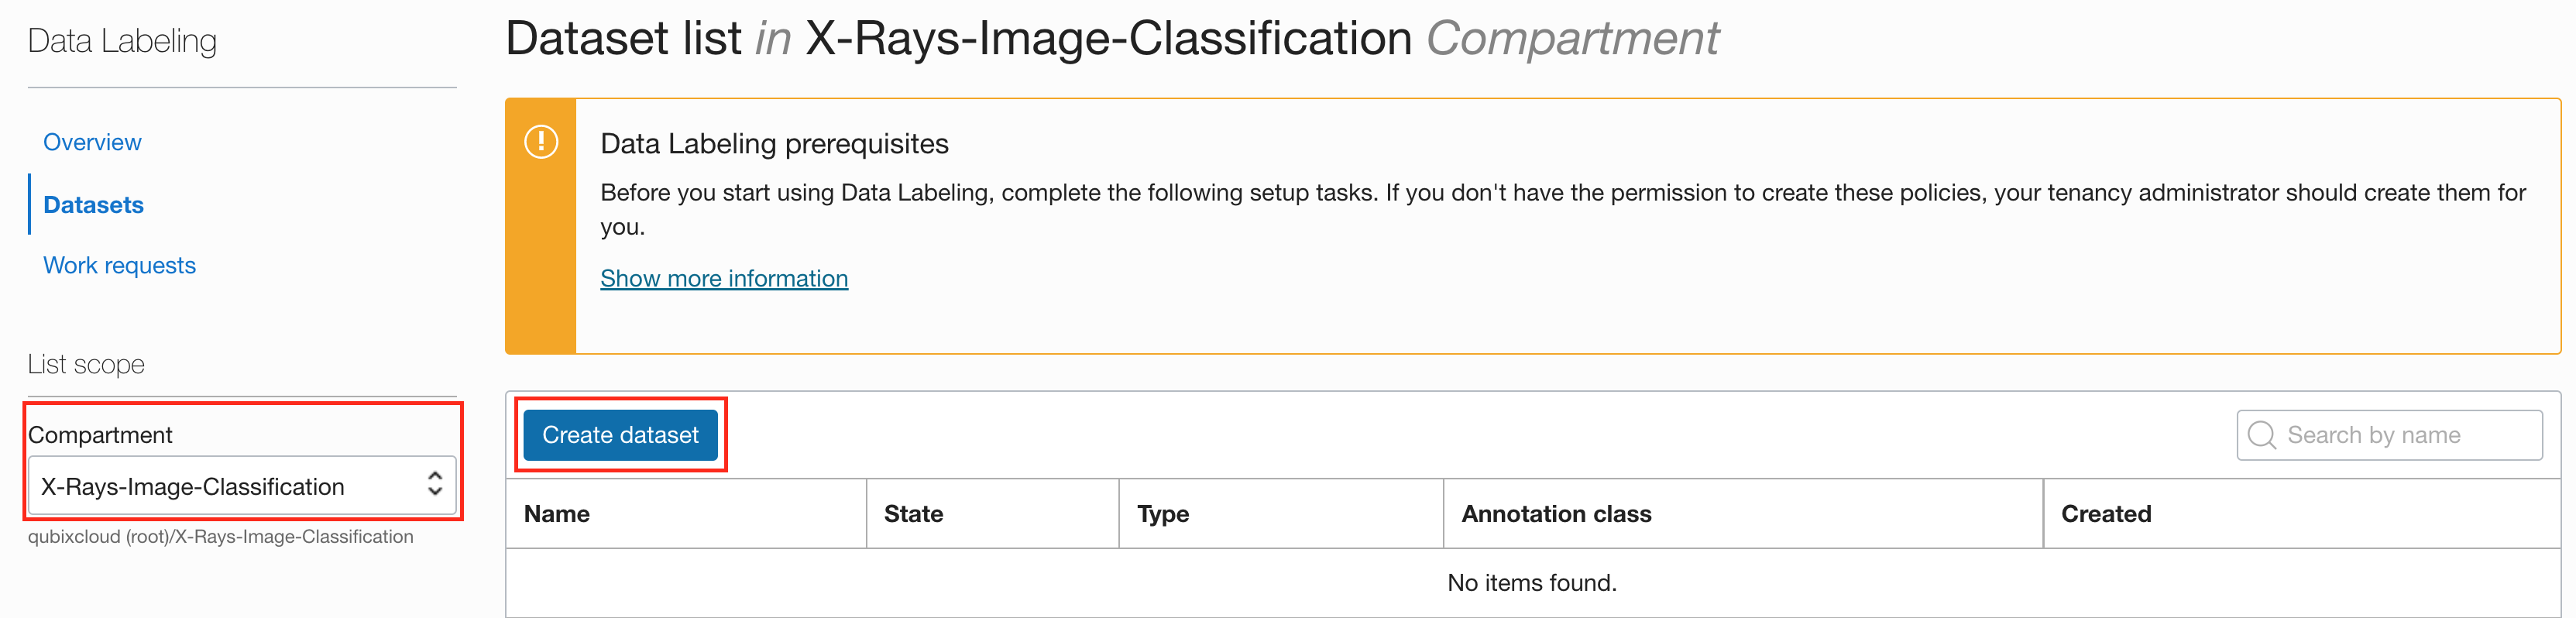 Data Labeling
Overview
Datasets
Work requests
List scope
Compartment
X-Rays-Image-Classification
qubixcloud (root)/X-Rays-Image-Classification
Dataset list in X-Rays-Image-Classification Compartment
Data Labeling prerequisites
Before you start using Data Labeling, complete the following setup tasks. If you don't have the permission to create these policies, your tenancy administrator should create them for
you.
Show more information
Create dataset
Search by name
Name State Type Annotation class Created
No items found.